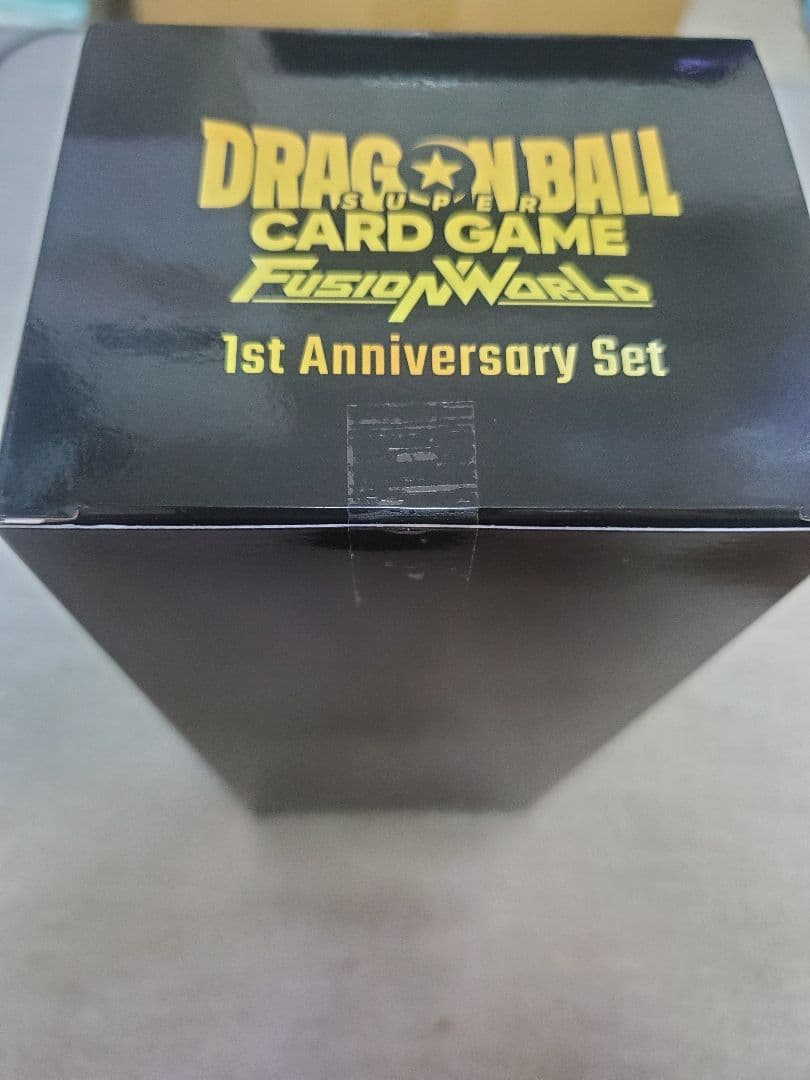 DRAGON BALL
SUPER
CARD GAME
FUSION WORLD
1st Anniversary Set